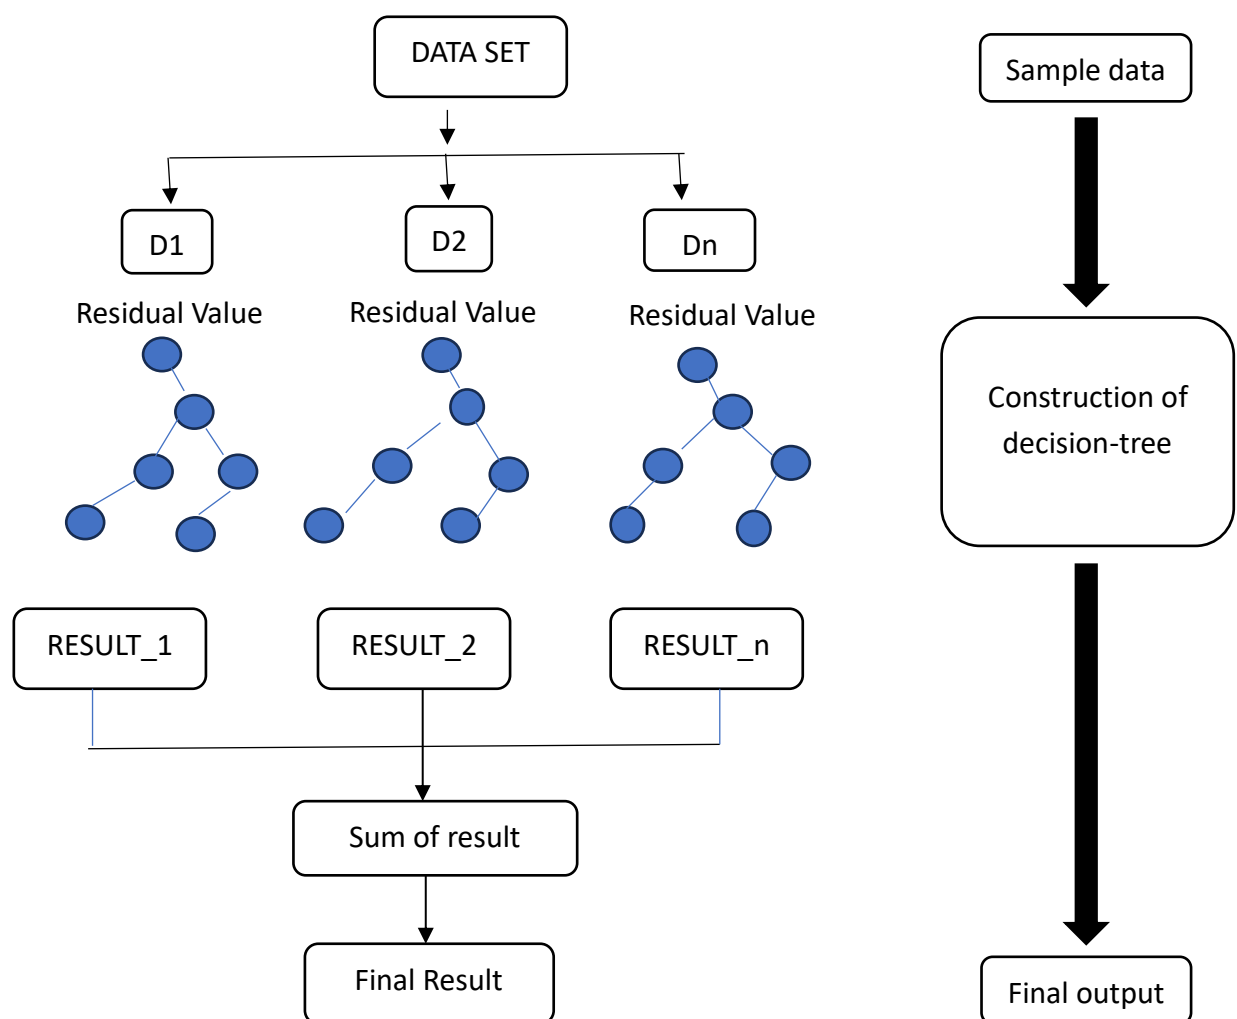 DATA SET
Sample data
D1
D2
Dn
Residual Value
Residual Value
Residual Value
Construction of
decision-tree
RESULT_1
RESULT_2
RESULT_n
Sum of result
Final Result
Final output